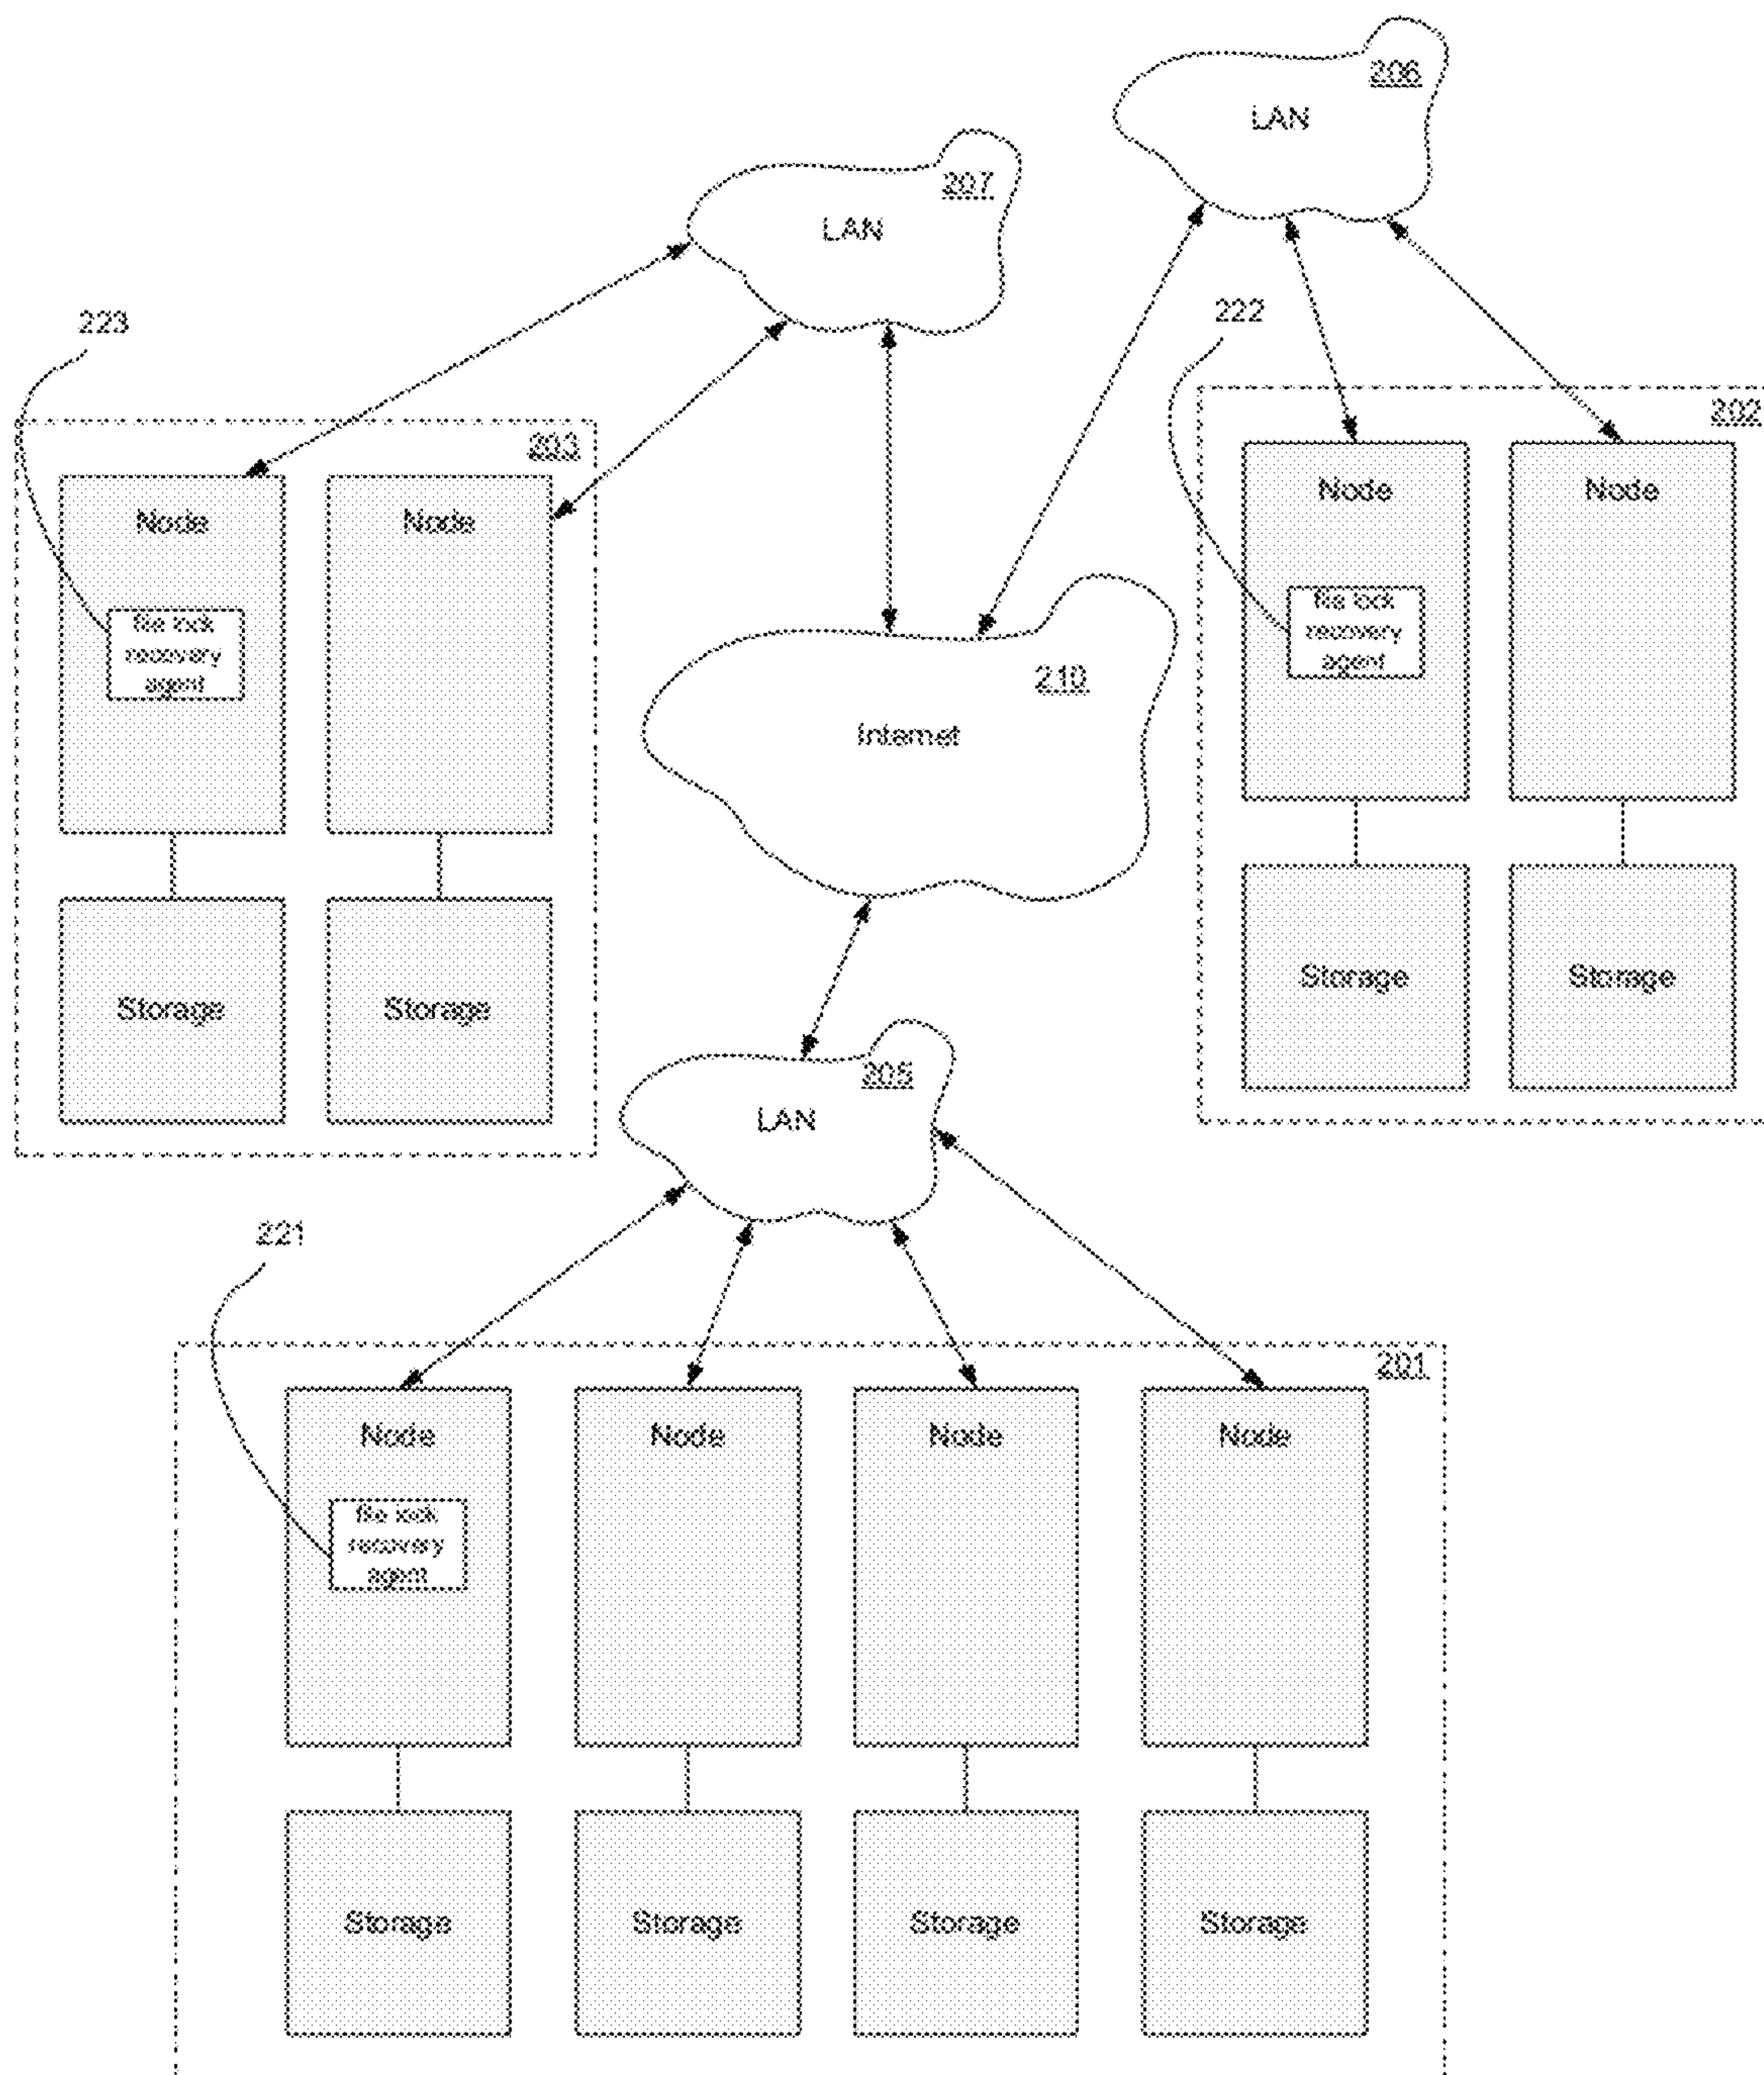 206
LAN
207
LAN
223
222
203
202
Node
Node
Node
Node
file lock
recovery
agent
file lock
recovery
agent
210
Internet
Storage
Storage
Storage
Storage
205
LAN
221
201
Node
Node
Node
Node
file lock
recovery
agent
Storage
Storage
Storage
Storage